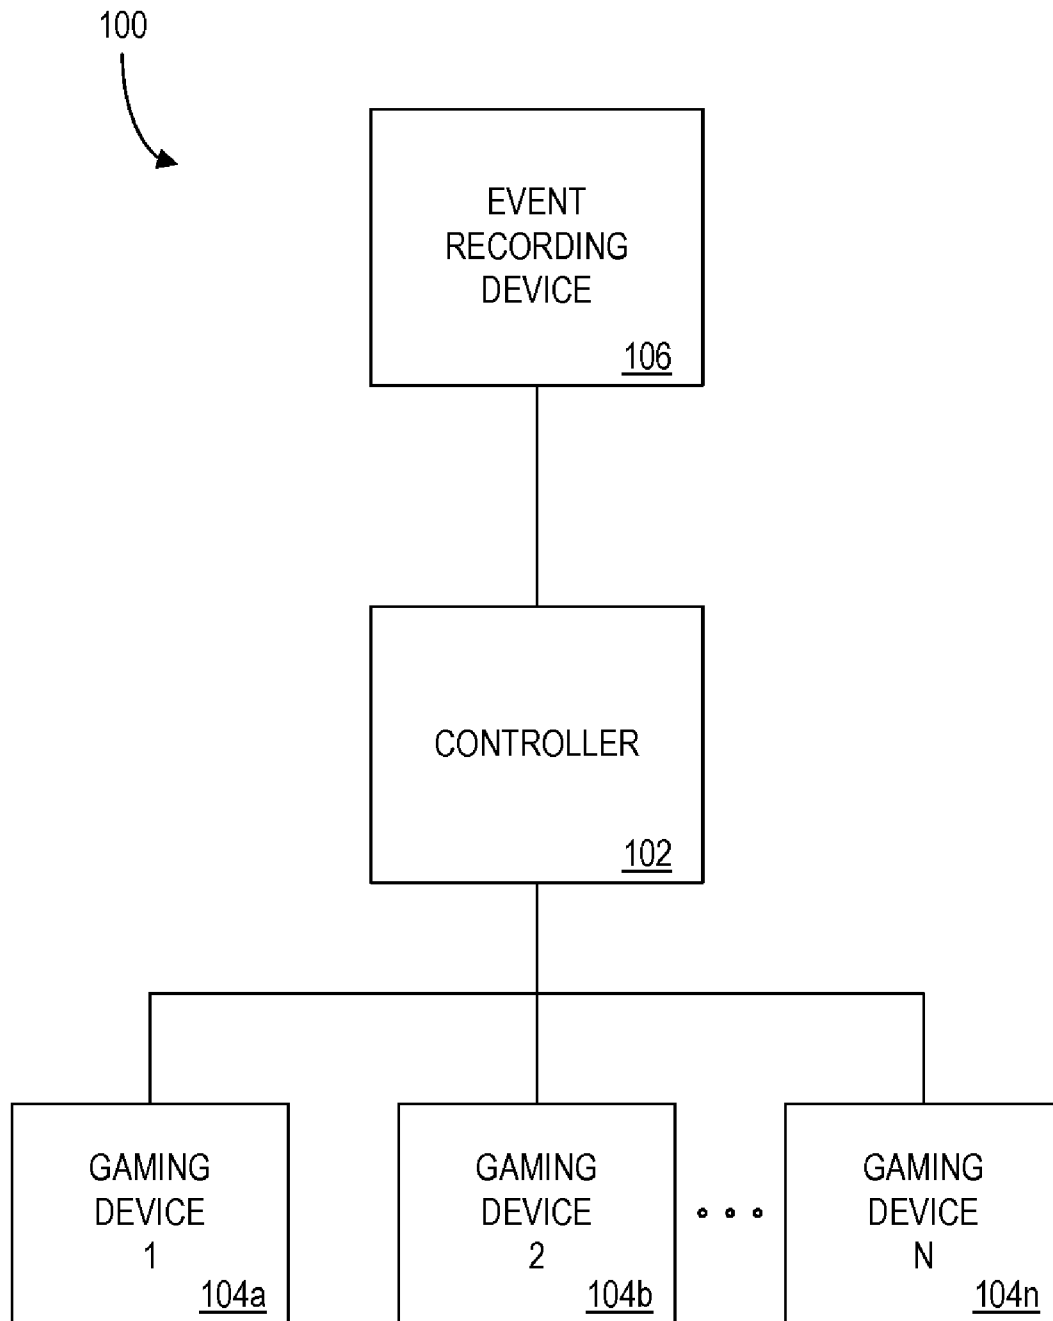 100
EVENT
RECORDING
DEVICE
106
CONTROLLER
102
GAMING
DEVICE
1
104a
GAMING
DEVICE
2
104b
GAMING
DEVICE
N
104n